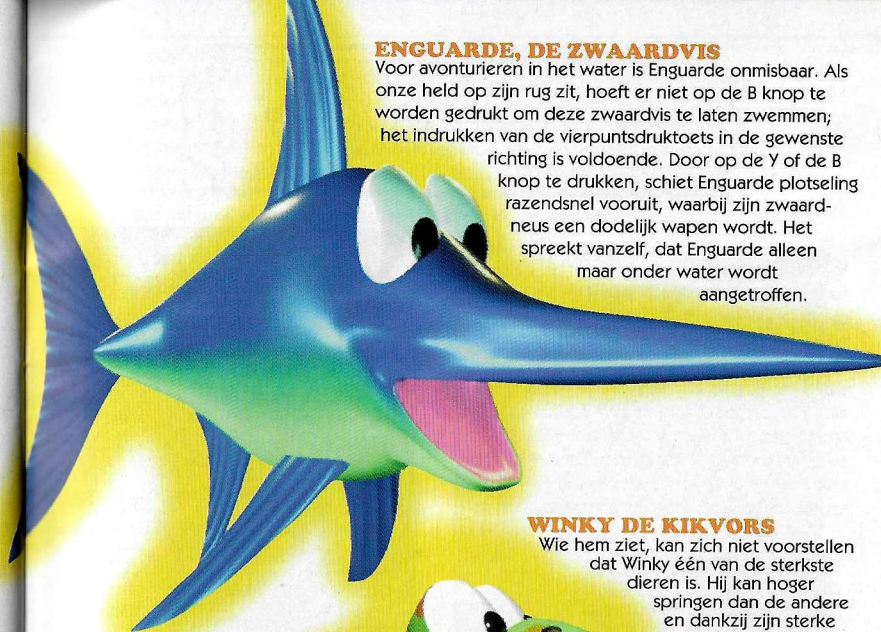 ENGUARDE, DE ZWAARDVIS
Voor avonturieren in het water is Enguarde onmisbaar. Als
onze held op zijn rug zit, hoeft er niet op de B knop te
worden gedrukt om deze zwaardvis te laten zwemmen;
het indrukken van de vierpuntsdruktoets in de gewenste
richting is voldoende. Door op de Y of de B
knop te drukken, schiet Enguarde plotseling
razendsnel vooruit, waarbij zijn zwaard-
neus een dodelijk wapen wordt. Het
spreekt vanzelf, dat Enguarde alleen
maar onder water wordt
aangetroffen.
WINKY DE KIKVORS
Wie hem ziet, kan zich niet voorstellen
dat Winky één van de sterkste
dieren is. Hij kan hoger
springen dan de andere
en dankzij zijn sterke